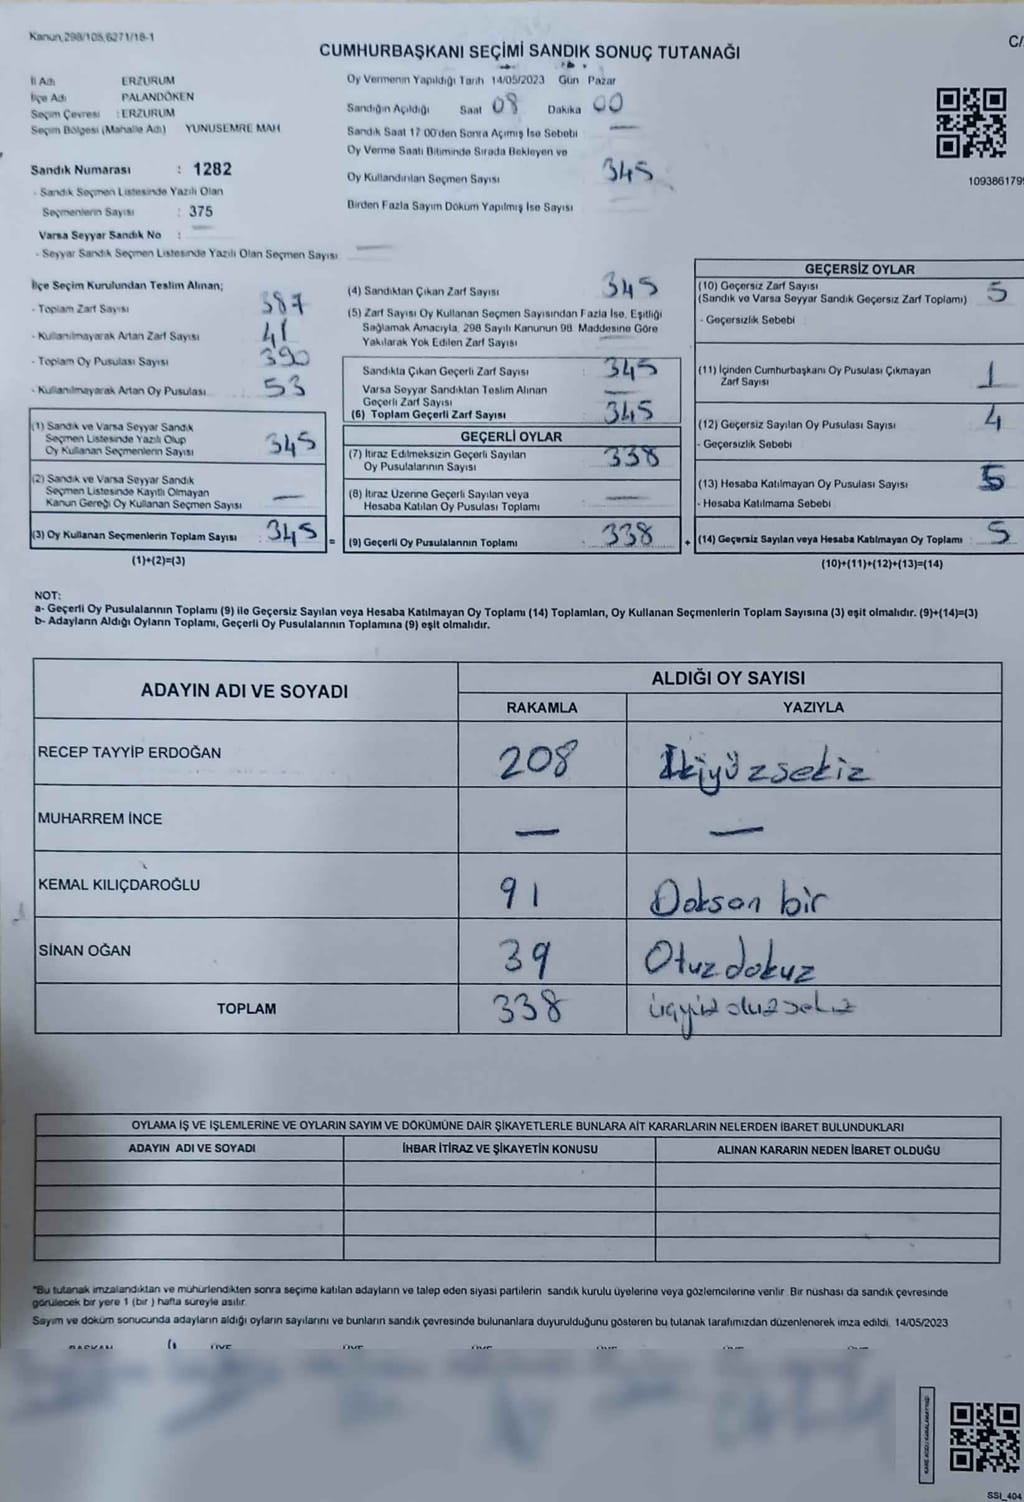 Kanun,298/105,6271/18-1
CUMHURBAŞKANI SEÇİMİ SANDIK SONUÇ TUTANAĞI
C/
İl Adı ERZURUM
İlçe Adı PALANDÖKEN
Seçim Çevresi : ERZURUM
Seçim Bölgesi (Mahalle Adı) YUNUSEMRE MAH
Sandık Numarası : 1282
- Sandık Seçmen Listesinde Yazılı Olan
Seçmenlerin Sayısı : 375
Varsa Seyyar Sandık No : —
- Seyyar Sandık Seçmen Listesinde Yazılı Olan Seçmen Sayısı —
Oy Vermenin Yapıldığı Tarih 14/05/2023 Gün Pazar
Sandığın Açıldığı Saat 08 Dakika 00
Sandık Saat 17 00'den Sonra Açımış İse Sebebi —
Oy Verme Saati Bitiminde Sırada Bekleyen ve
Oy Kullandırılan Seçmen Sayısı 345
Birden Fazla Sayım Döküm Yapılmış İse Sayısı —
109386179
İlçe Seçim Kurulundan Teslim Alınan;
- Toplam Zarf Sayısı 387
- Kullanılmayarak Artan Zarf Sayısı 41
- Toplam Oy Pusulası Sayısı 390
- Kullanılmayarak Artan Oy Pusulası 53
(1) Sandık ve Varsa Seyyar Sandık
Seçmen Listesinde Yazılı Olup
Oy Kullanan Seçmenlerin Sayısı 345
(2) Sandık ve Varsa Seyyar Sandık
Seçmen Listesinde Kayıtlı Olmayan
Kanun Gereği Oy Kullanan Seçmen Sayısı —
(3) Oy Kullanan Seçmenlerin Toplam Sayısı : 345 =
(1)+(2)=(3)
(4) Sandıktan Çıkan Zarf Sayısı 345
(5) Zarf Sayısı Oy Kullanan Seçmen Sayısından Fazla İse, Eşitliği
Sağlamak Amacıyla, 298 Sayılı Kanunun 98. Maddesine Göre
Yakılarak Yok Edilen Zarf Sayısı —
Sandıkta Çıkan Geçerli Zarf Sayısı : 345
Varsa Seyyar Sandıktan Teslim Alınan
Geçerli Zarf Sayısı —
(6) Toplam Geçerli Zarf Sayısı 345
GEÇERLİ OYLAR
(7) İtiraz Edilmeksizin Geçerli Sayılan
Oy Pusulalarının Sayısı 338
(8) İtiraz Üzerine Geçerli Sayılan veya
Hesaba Katılan Oy Pusulası Toplamı —
(9) Geçerli Oy Pusulalarının Toplamı 338 +
GEÇERSİZ OYLAR
(10) Geçersiz Zarf Sayısı
(Sandık ve Varsa Seyyar Sandık Geçersiz Zarf Toplamı) 5
- Geçersizlik Sebebi
(11) İçinden Cumhurbaşkanı Oy Pusulası Çıkmayan
Zarf Sayısı 1
(12) Geçersiz Sayılan Oy Pusulası Sayısı 4
- Geçersizlik Sebebi
(13) Hesaba Katılmayan Oy Pusulası Sayısı 5
- Hesaba Katılmama Sebebi
(14) Geçersiz Sayılan veya Hesaba Katılmayan Oy Toplamı 5
(10)+(11)+(12)+(13)=(14)
NOT:
a- Geçerli Oy Pusulalarının Toplamı (9) ile Geçersiz Sayılan veya Hesaba Katılmayan Oy Toplamı (14) Toplamları, Oy Kullanan Seçmenlerin Toplam Sayısına (3) eşit olmalıdır. (9)+(14)=(3)
b- Adayların Aldığı Oyların Toplamı, Geçerli Oy Pusulalarının Toplamına (9) eşit olmalıdır.
ADAYIN ADI VE SOYADI
ALDIĞI OY SAYISI
RAKAMLA YAZIYLA
RECEP TAYYİP ERDOĞAN 208 İkiyüzsekiz
MUHARREM İNCE — —
KEMAL KILIÇDAROĞLU 91 Doksan bir
SİNAN OĞAN 39 Otuz dokuz
TOPLAM 338 üçyüz otuzsekiz
OYLAMA İŞ VE İŞLEMLERİNE VE OYLARIN SAYIM VE DÖKÜMÜNE DAİR ŞİKAYETLERLE BUNLARA AİT KARARLARIN NELERDEN İBARET BULUNDUKLARI
ADAYIN ADI VE SOYADI İHBAR İTİRAZ VE ŞİKAYETİN KONUSU ALINAN KARARIN NEDEN İBARET OLDUĞU
*Bu tutanak imzalandıktan ve mühürlendikten sonra seçime katılan adayların ve talep eden siyasi partilerin sandık kurulu üyelerine veya gözlemcilerine verilir. Bir nüshası da sandık çevresinde
görülecek bir yere 1 (bir ) hafta süreyle asılır.
Sayım ve döküm sonucunda adayların aldığı oyların sayılarını ve bunların sandık çevresinde bulunanlara duyurulduğunu gösteren bu tutanak tarafımızdan düzenlenerek imza edildi. 14/05/2023
BAŞKAN ÜYE ÜYE ÜYE ÜYE ÜYE ÜYE
SSI_404